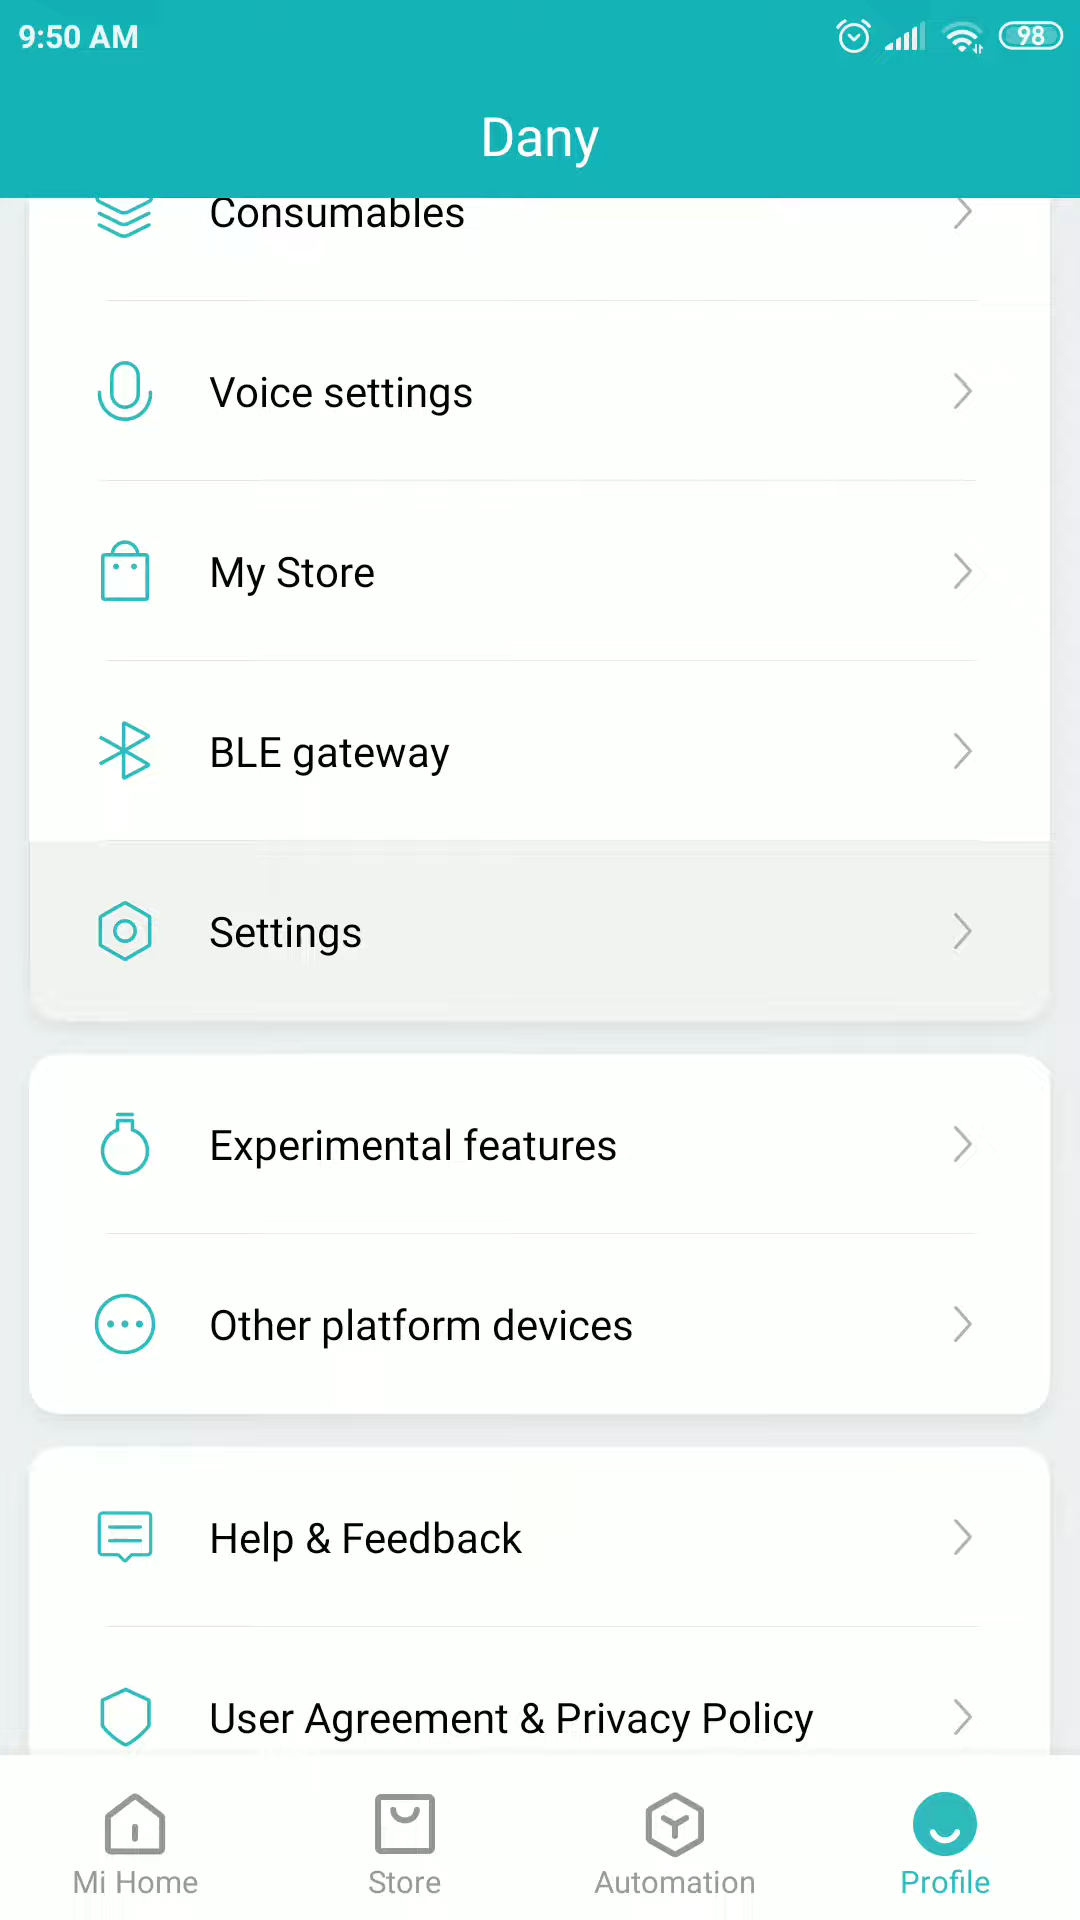 9:50 AM
98
Dany
Consumables
Voice settings
My Store
BLE gateway
Settings
Experimental features
Other platform devices
Help & Feedback
User Agreement & Privacy Policy
Mi Home
Store
Automation
Profile